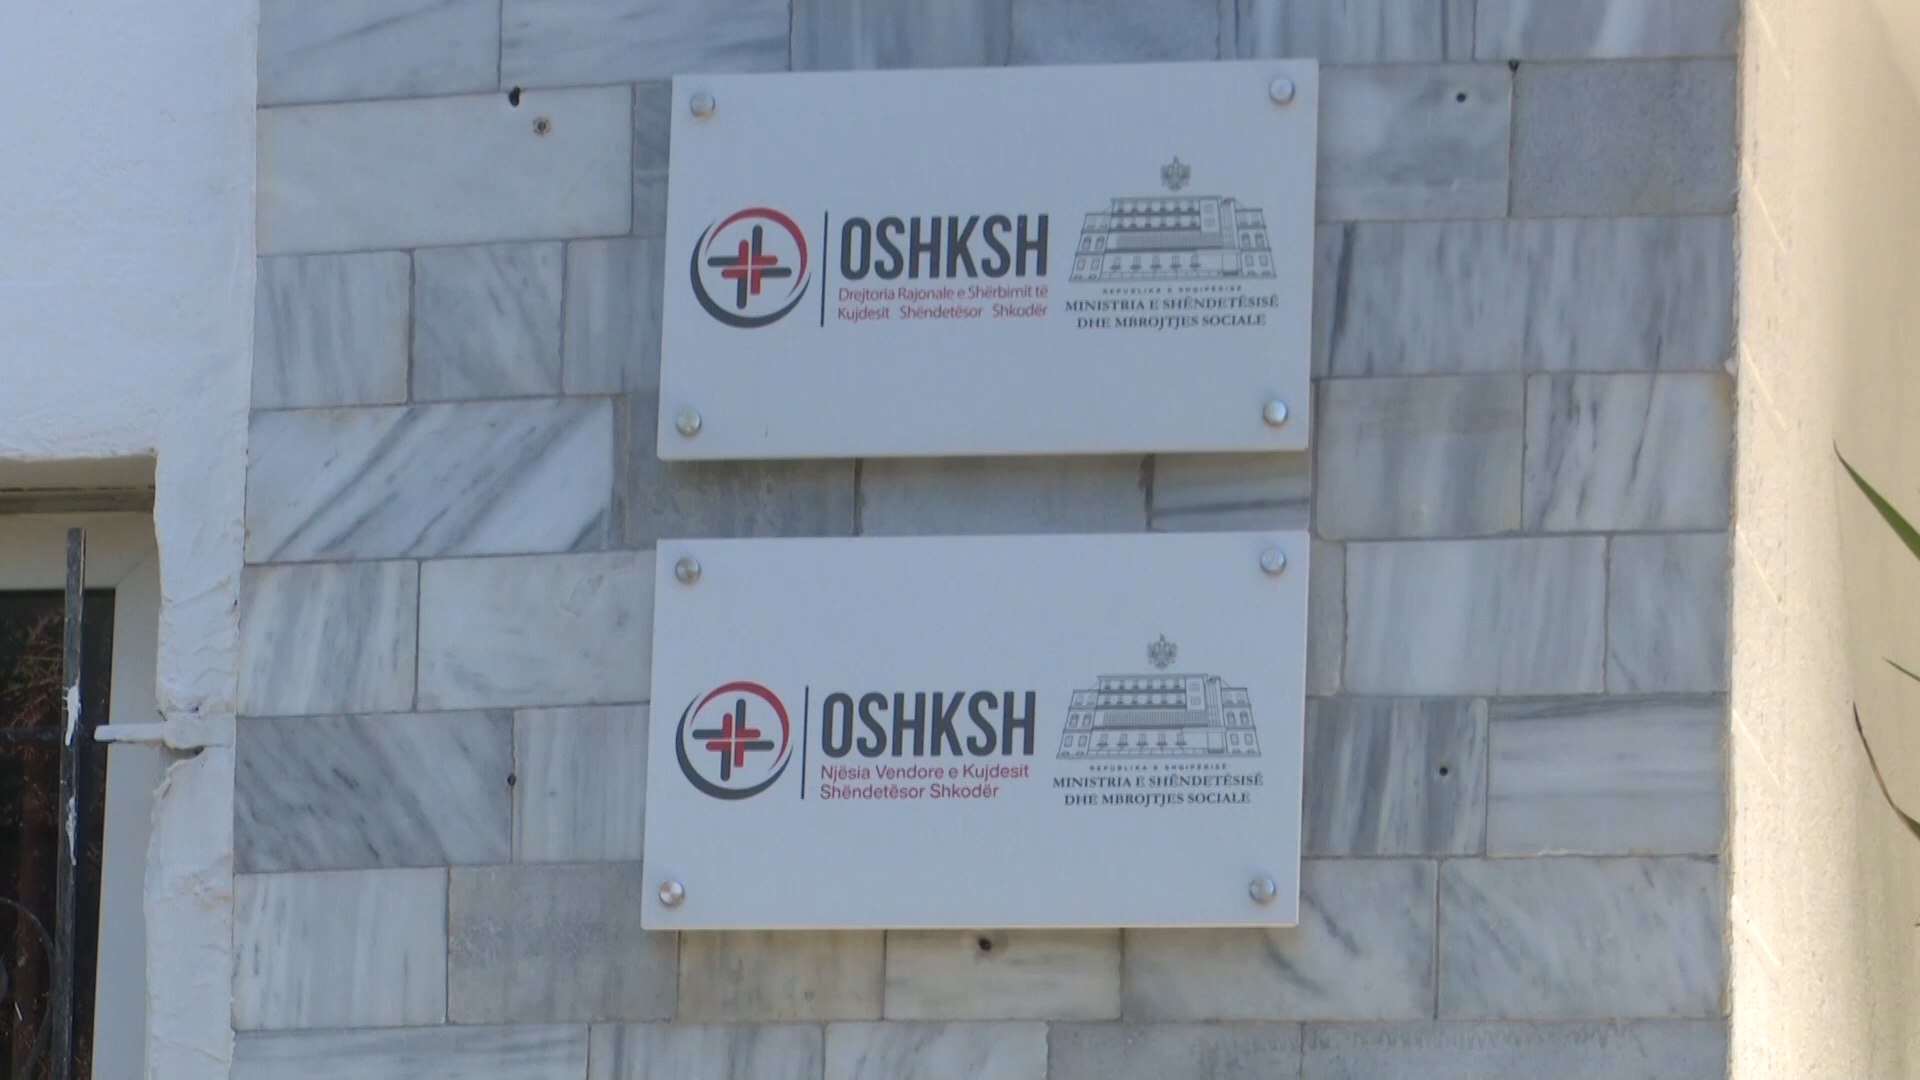 OSHKSH
Drejtoria Rajonale e Shërbimit të
Kujdesit Shëndetësor Shkodër
REPUBLIKA E SHQIPËRISË
MINISTRIA E SHËNDETËSISË
DHE MBROJTJES SOCIALE
OSHKSH
Njësia Vendore e Kujdesit
Shëndetësor Shkodër
REPUBLIKA E SHQIPËRISË
MINISTRIA E SHËNDETËSISË
DHE MBROJTJES SOCIALE